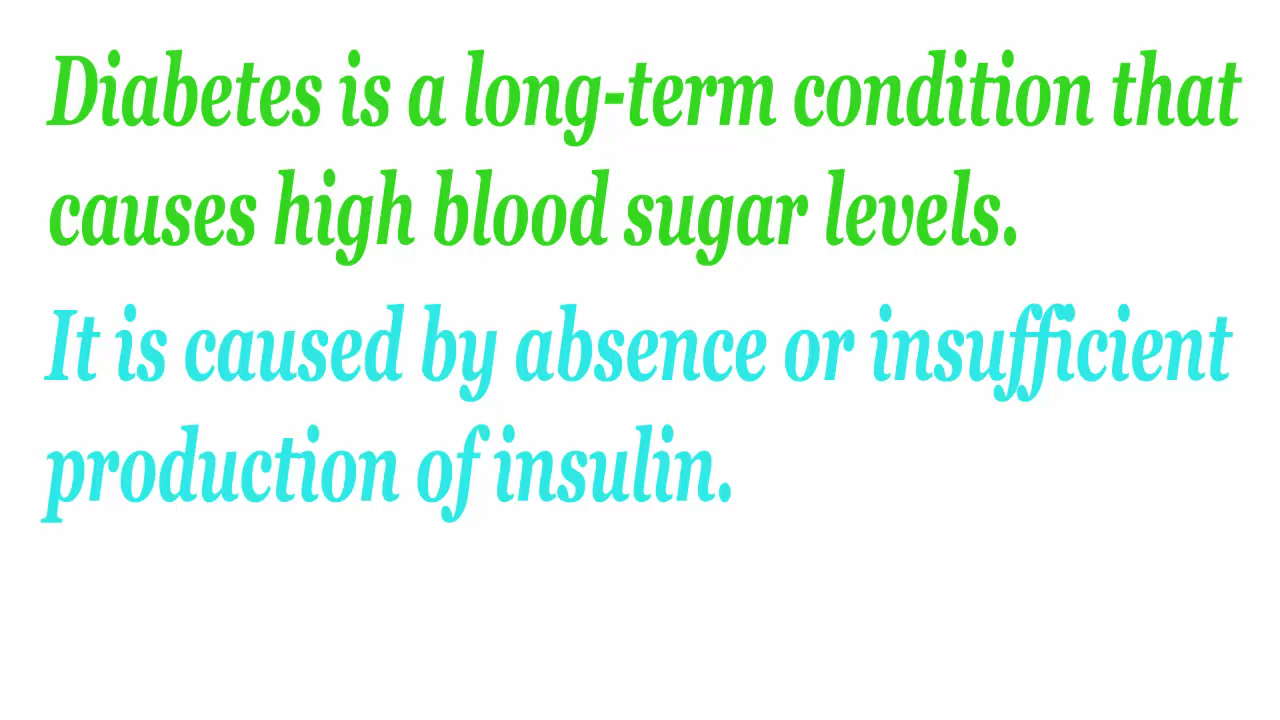 Diabetes is a long-term condition that
causes high blood sugar levels.
It is caused by absence or insufficient
production of insulin.